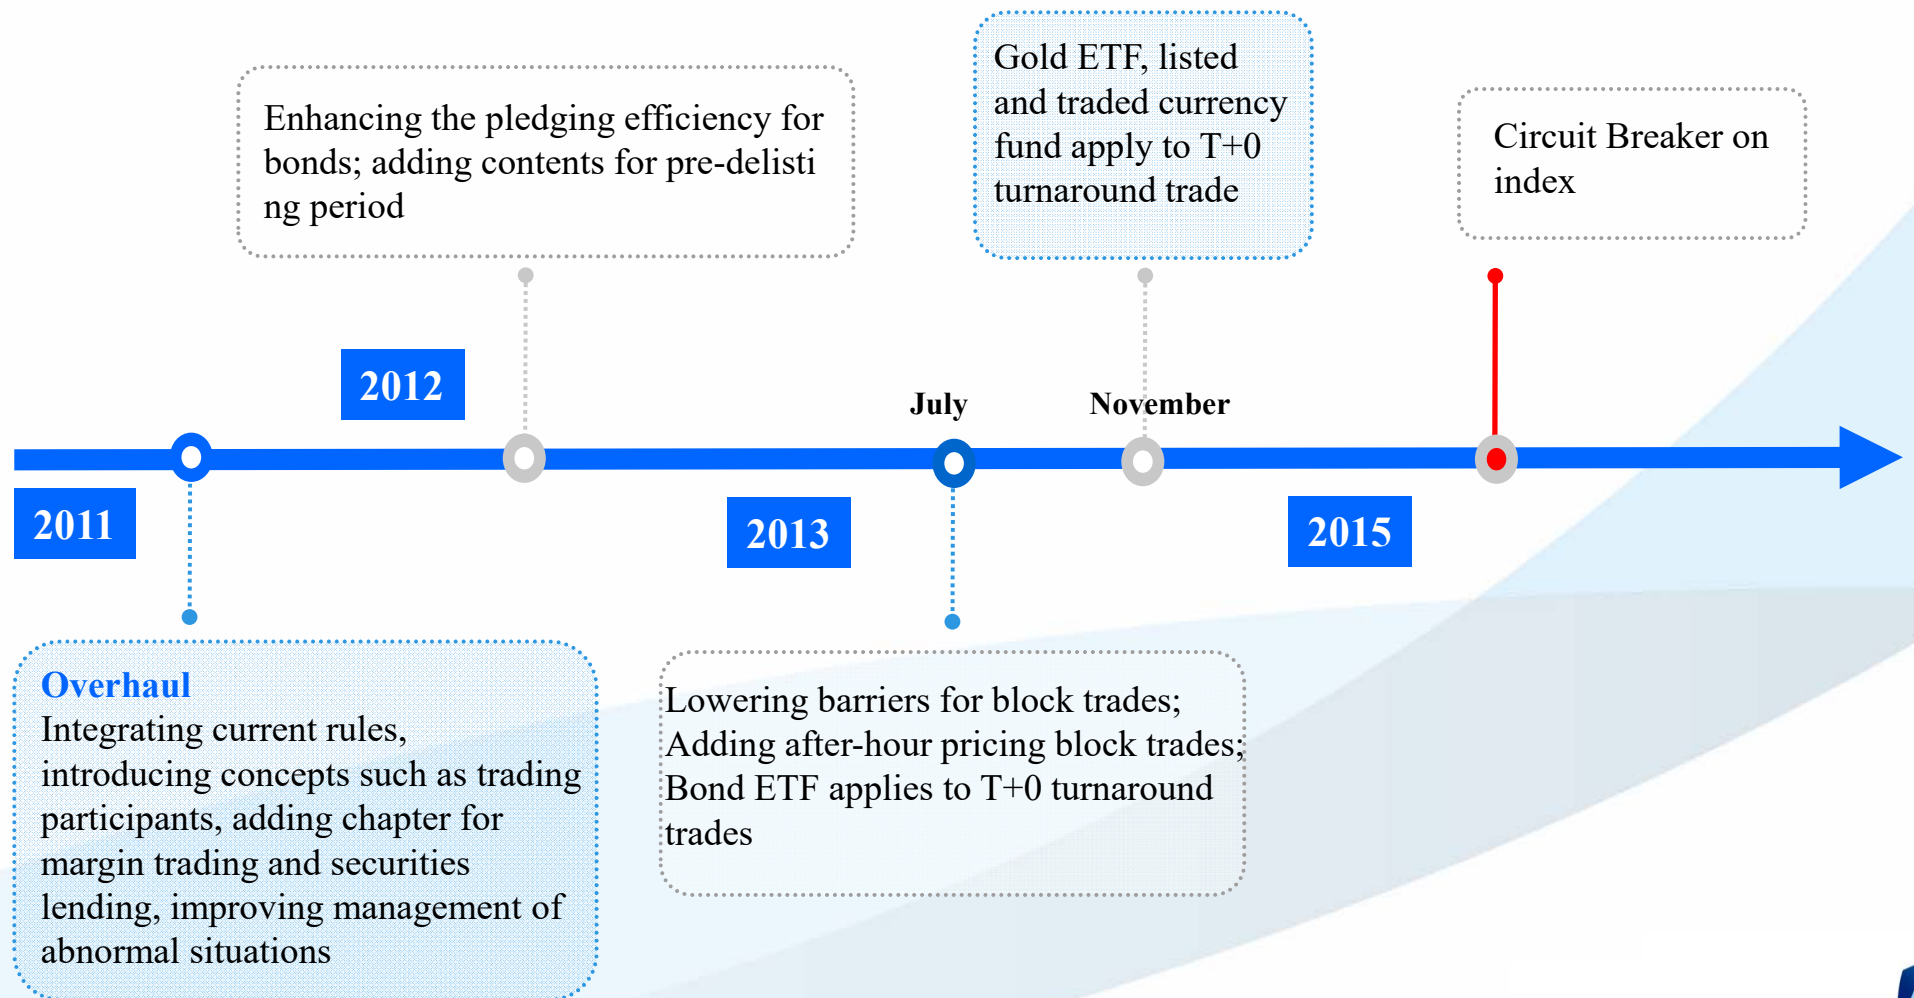 Gold ETF, listed
and traded currency
fund apply to T+0
turnaround trade
Enhancing the pledging efficiency for
bonds; adding contents for pre-delisti
ng period
Circuit Breaker on
index
2012
July
November
2011
2013
2015
Overhaul
Integrating current rules,
introducing concepts such as trading
participants, adding chapter for
margin trading and securities
lending, improving management of
abnormal situations
Lowering barriers for block trades;
Adding after-hour pricing block trades;
Bond ETF applies to T+0 turnaround
trades